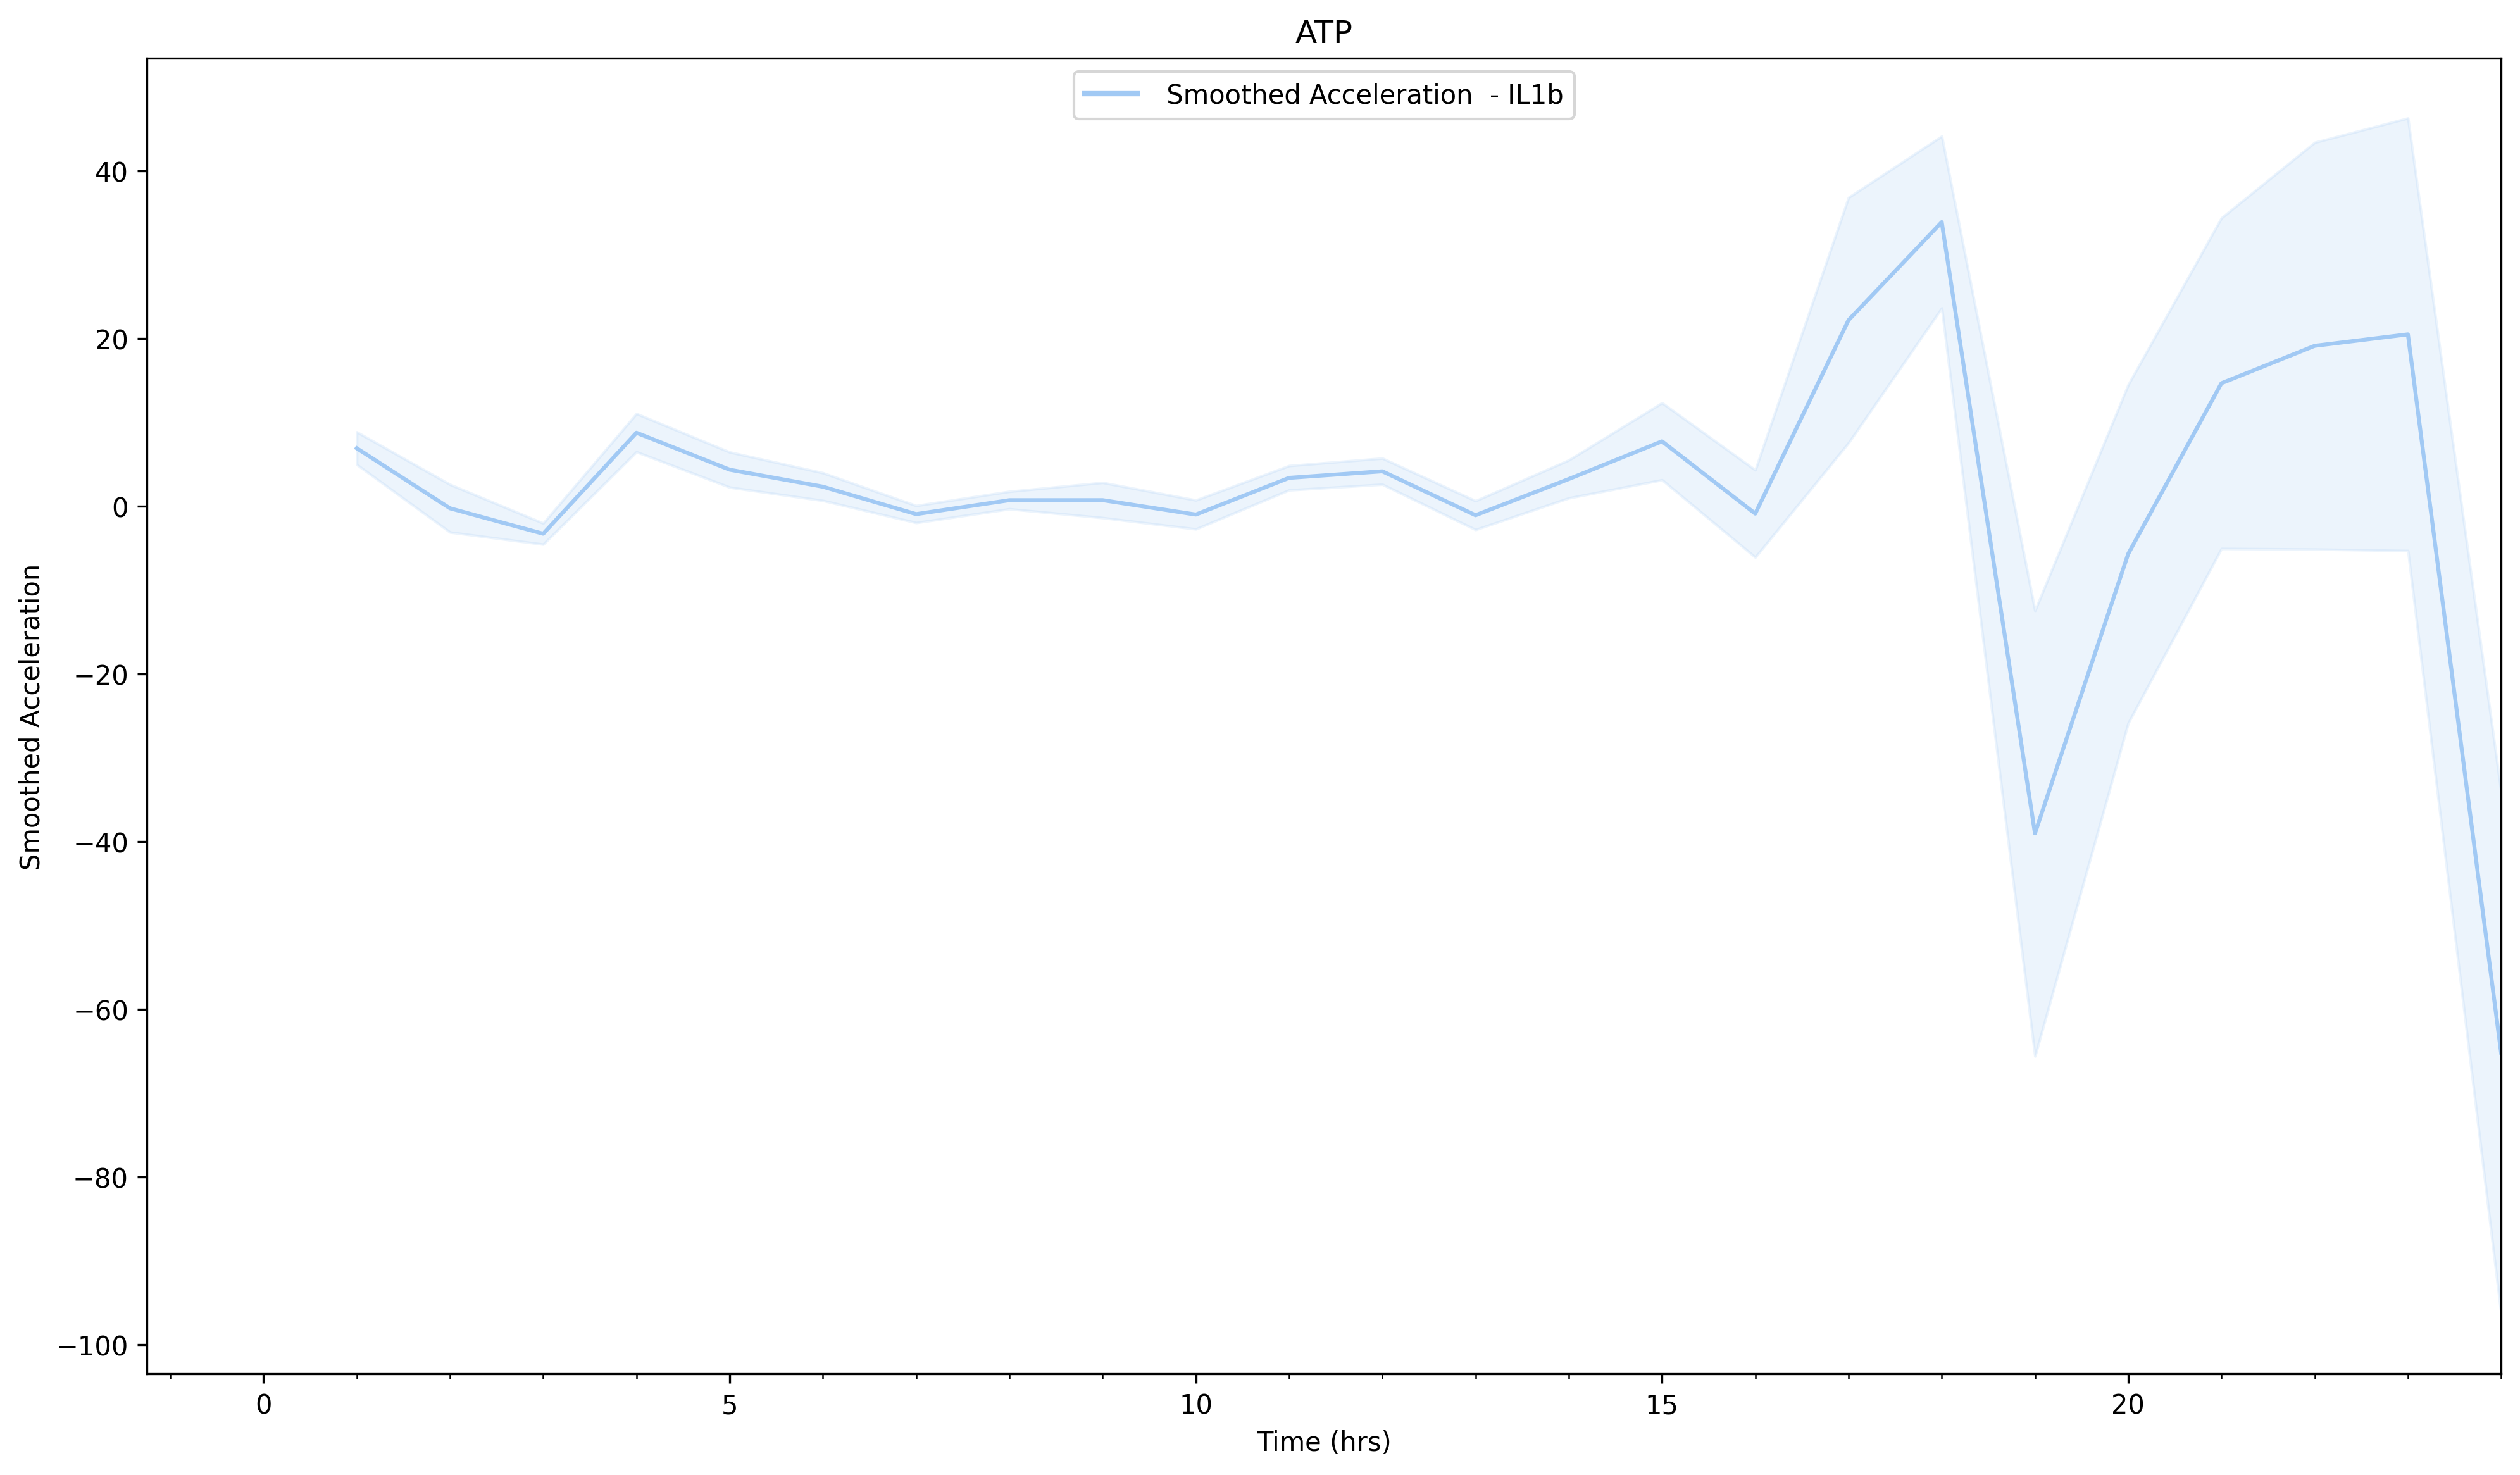 ATP
Smoothed Acceleration  - IL1b
Smoothed Acceleration
40
20
0
−20
−40
−60
−80
−100
0 5 10 15 20
Time (hrs)